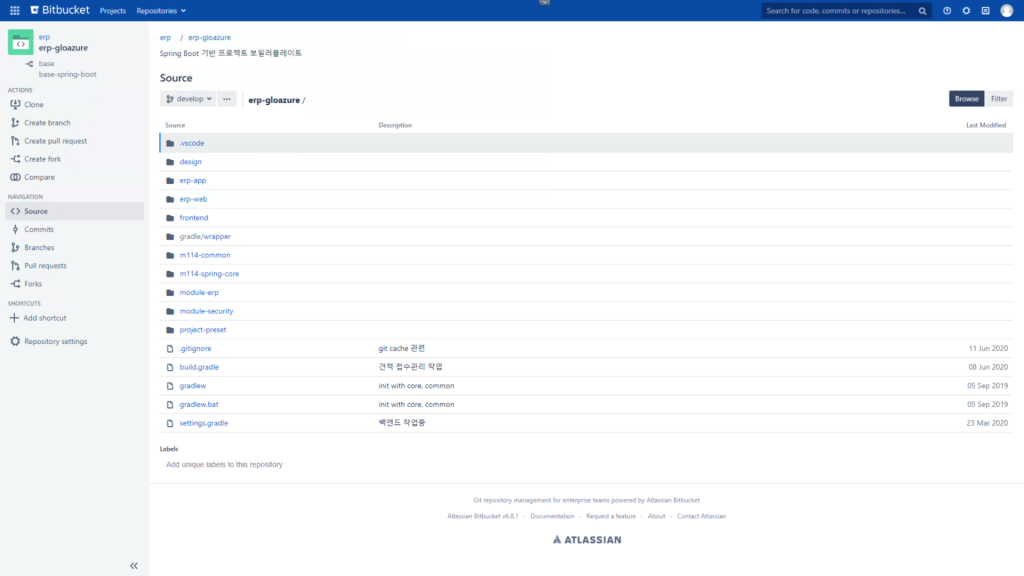 Bitbucket Projects Repositories Search for code, commits or repositories...
erp
erp-gloazure
base
base-spring-boot
ACTIONS
Clone
Create branch
Create pull request
Create fork
Compare
NAVIGATION
Source
Commits
Branches
Pull requests
Forks
SHORTCUTS
Add shortcut
Repository settings
erp / erp-gloazure
Spring Boot 기반 프로젝트 보일러플레이트
Source
develop ··· erp-gloazure / Browse Filter
Source Description Last Modified
.vscode
design
erp-app
erp-web
frontend
gradle/wrapper
m114-common
m114-spring-core
module-erp
module-security
project-preset
.gitignore git cache 관련 11 Jun 2020
build.gradle 견적 접수관리 작업 08 Jun 2020
gradlew init with core, common 05 Sep 2019
gradlew.bat init with core, common 05 Sep 2019
settings.gradle 백엔드 작업중 23 Mar 2020
Labels
Add unique labels to this repository
Git repository management for enterprise teams powered by Atlassian Bitbucket
Atlassian Bitbucket v6.8.1 · Documentation · Request a feature · About · Contact Atlassian
ATLASSIAN